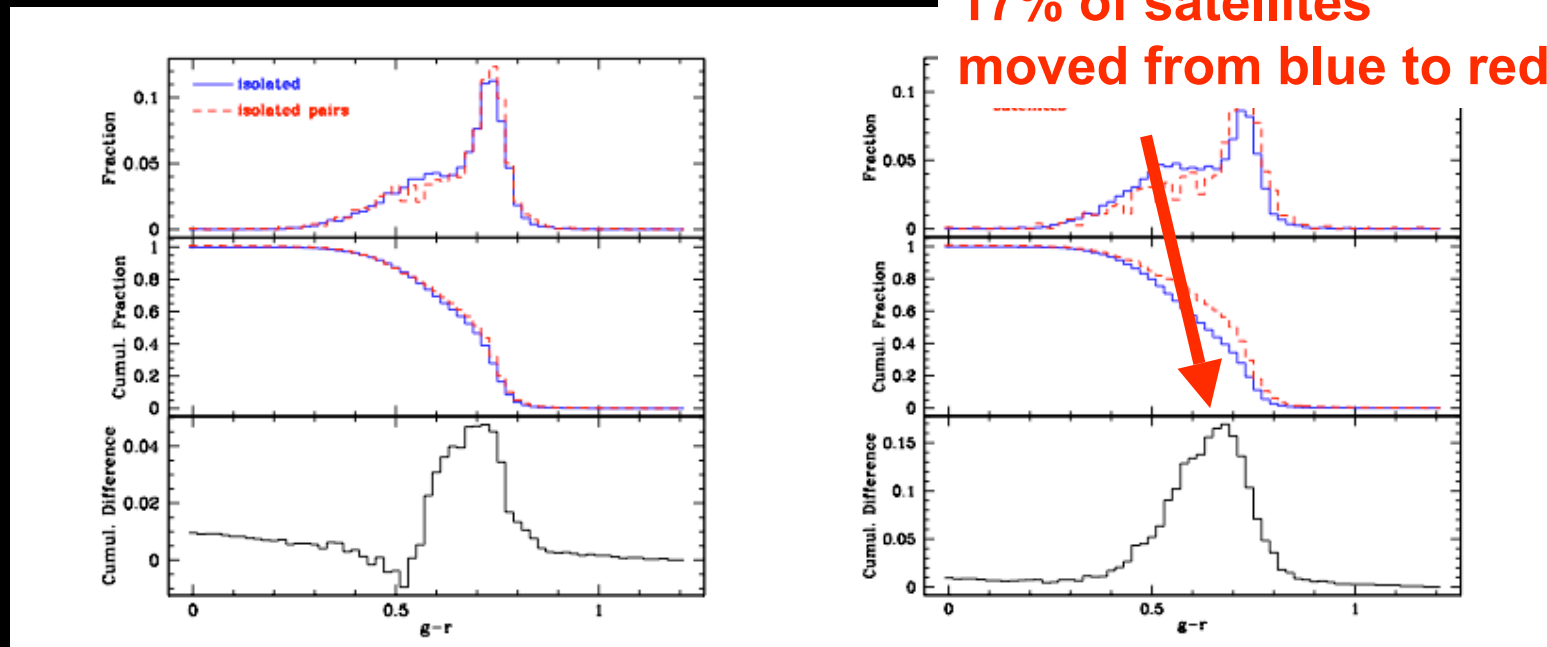 17% of satellites
moved from blue to red
isolated
isolated pairs
0.1
0.05
0
Fraction
1
0.8
0.6
0.4
0.2
0
Cumul. Fraction
0.04
0.02
0
Cumul. Difference
0
0.5
1
g-r
satellites
0.1
0.05
0
Fraction
1
0.8
0.6
0.4
0.2
0
Cumul. Fraction
0.15
0.1
0.05
0
Cumul. Difference
0
0.5
1
g-r